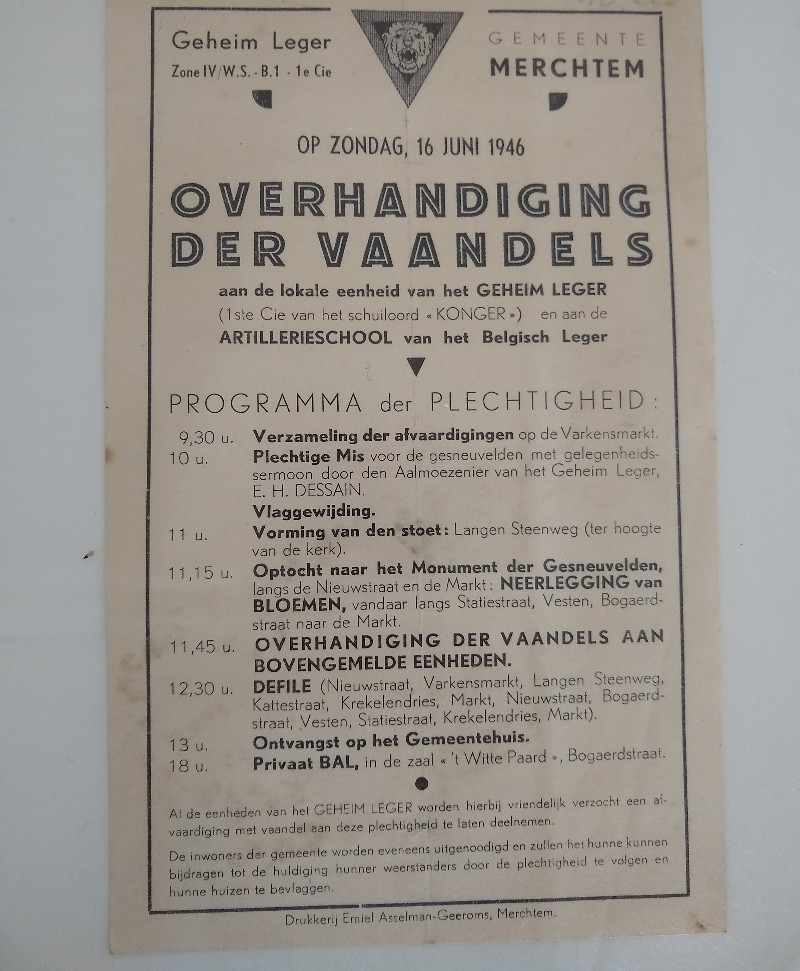 Geheim Leger
Zone IV/W.S. - B.1 - 1e Cie
GEMEENTE
MERCHTEM
OP ZONDAG, 16 JUNI 1946
OVERHANDIGING
DER VAANDELS
aan de lokale eenheid van het GEHEIM LEGER
(1ste Cie van het schuiloord « KONGER ») en aan de
ARTILLERIESCHOOL van het Belgisch Leger
PROGRAMMA der PLECHTIGHEID :
9,30 u. Verzameling der afvaardigingen op de Varkensmarkt.
10 u. Plechtige Mis voor de gesneuvelden met gelegenheids-
sermoon door den Aalmoezenier van het Geheim Leger,
E. H. DESSAIN.
Vlaggewijding.
11 u. Vorming van den stoet: Langen Steenweg (ter hoogte
van de kerk).
11,15 u. Optocht naar het Monument der Gesneuvelden,
langs de Nieuwstraat en de Markt: NEERLEGGING van
BLOEMEN, vandaar langs Statiestraat, Vesten, Bogaerd-
straat naar de Markt.
11,45 u. OVERHANDIGING DER VAANDELS AAN
BOVENGEMELDE EENHEDEN.
12,30 u. DEFILE (Nieuwstraat, Varkensmarkt, Langen Steenweg,
Kattestraat, Krekelendries, Markt, Nieuwstraat, Bogaerd-
straat, Vesten, Statiestraat, Krekelendries, Markt).
13 u. Ontvangst op het Gemeentehuis.
18 u. Privaat BAL, in de zaal « 't Witte Paard », Bogaerdstraat.
Al de eenheden van het GEHEIM LEGER worden hierbij vriendelijk verzocht een af-
vaardiging met vaandel aan deze plechtigheid te laten deelnemen.
De inwoners der gemeente worden eveneens uitgenoodigd en zullen het hunne kunnen
bijdragen tot de huldiging hunner weerstanders door de plechtigheid te volgen en
hunne huizen te bevlaggen.
Drukkerij Emiel Asselman-Geeroms, Merchtem.